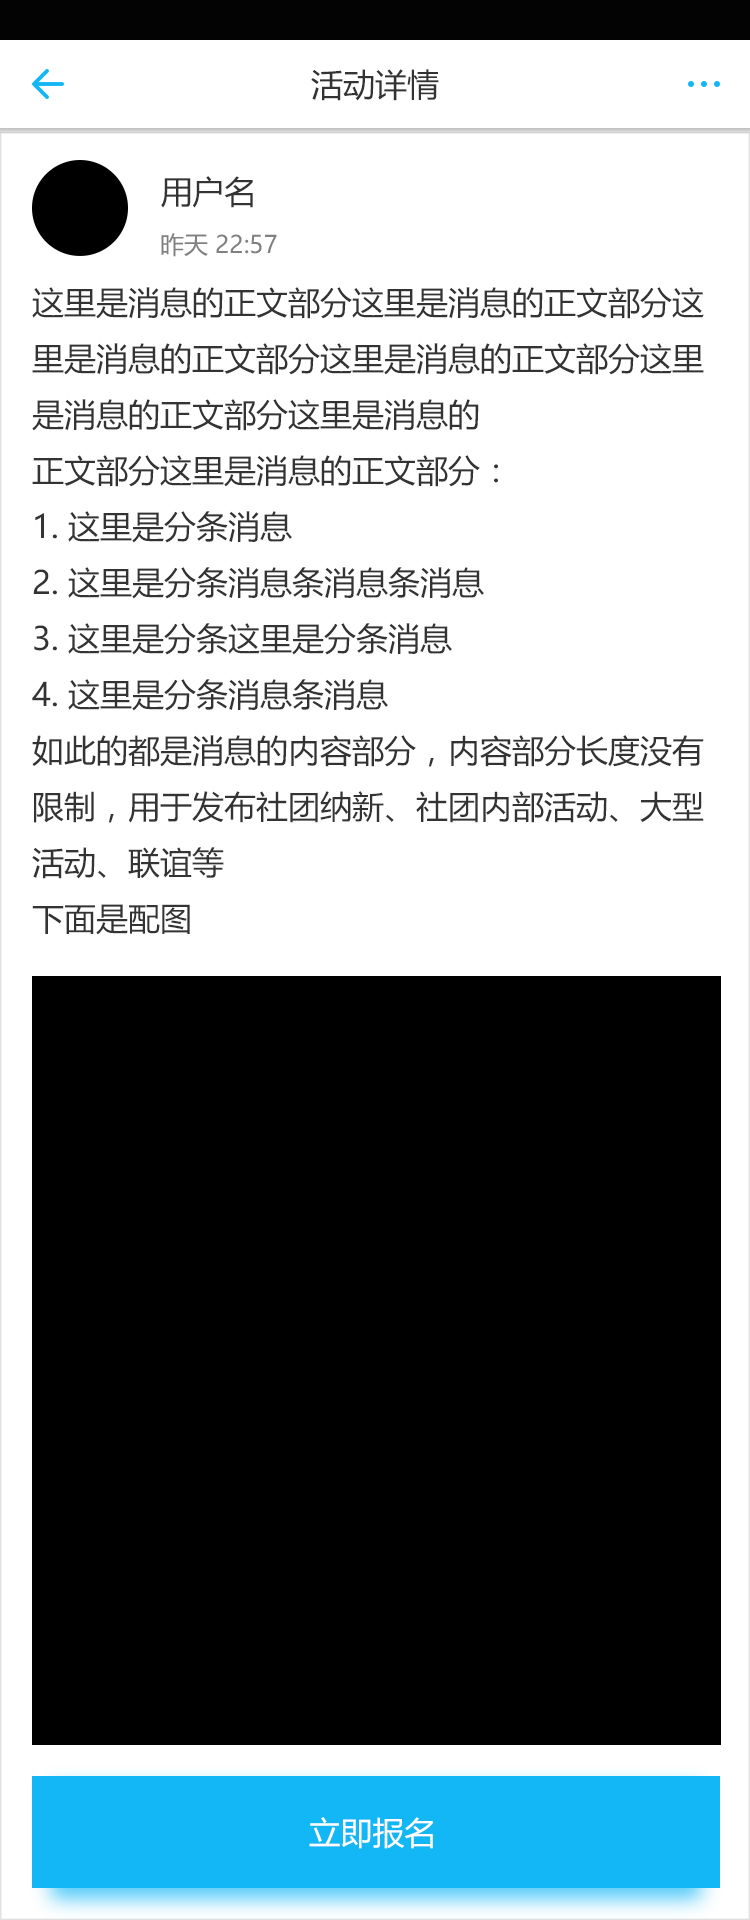 活动详情
用户名
昨天 22:57
这里是消息的正文部分这里是消息的正文部分这
里是消息的正文部分这里是消息的正文部分这里
是消息的正文部分这里是消息的
正文部分这里是消息的正文部分：
1. 这里是分条消息
2. 这里是分条消息条消息条消息
3. 这里是分条这里是分条消息
4. 这里是分条消息条消息
如此的都是消息的内容部分，内容部分长度没有
限制，用于发布社团纳新、社团内部活动、大型
活动、联谊等
下面是配图
立即报名